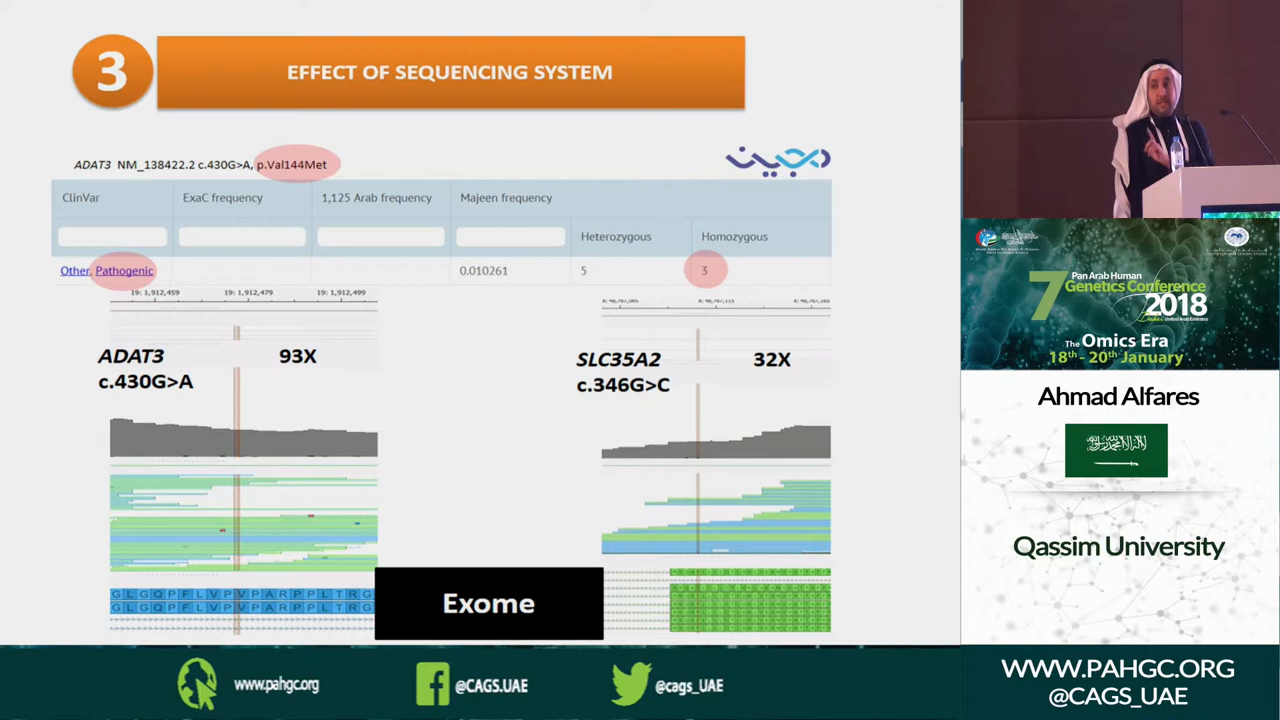 3
EFFECT OF SEQUENCING SYSTEM
ADAT3 NM_138422.2 c.430G>A, p.Val144Met
مجين
ClinVar
ExaC frequency
1,125 Arab frequency
Majeen frequency
Heterozygous
Homozygous
Other, Pathogenic
0.010261
5
3
19: 1,912,459
19: 1,912,479
19: 1,912,499
ADAT3
93X
c.430G>A
SLC35A2
32X
c.346G>C
GLGQPFLVPVPARPPLTRG
GLGQPFLVPVPARPPLTRG
Exome
www.pahgc.org
@CAGS.UAE
@cags_UAE
7
Pan Arab Human
Genetics Conference
2018
Dubai
United Arab Emirates
The Omics Era
18th - 20th January
Ahmad Alfares
Qassim University
WWW.PAHGC.ORG
@CAGS_UAE